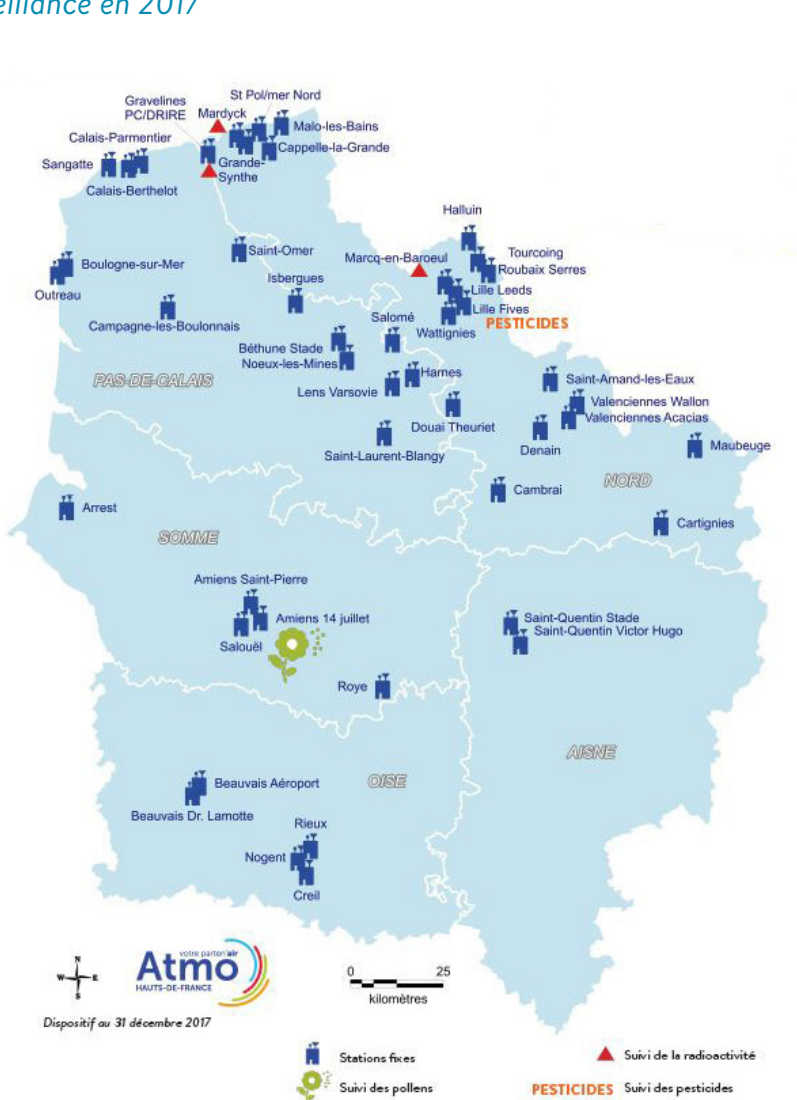 eillance en 2017
St Pol/mer Nord
Gravelines
PC/DRIRE
Mardyck
Malo-les-Bains
Calais-Parmentier
Cappelle-la-Grande
Sangatte
Grande-
Synthe
Calais-Berthelot
Halluin
Saint-Omer
Marcq-en-Baroeul
Tourcoing
Boulogne-sur-Mer
Roubaix Serres
Isbergues
Outreau
Lille Leeds
Lille Fives
Campagne-les-Boulonnais
Salomé
Wattignies
PESTICIDES
Béthune Stade
Noeux-les-Mines
Harnes
PAS-DE-CALAIS
Saint-Amand-les-Eaux
Lens Varsovie
Valenciennes Wallon
Valenciennes Acacias
Douai Theuriet
Denain
Maubeuge
Saint-Laurent-Blangy
NORD
Cambrai
Arrest
Cartignies
SOMME
Amiens Saint-Pierre
Amiens 14 juillet
Saint-Quentin Stade
Saint-Quentin Victor Hugo
Salouël
Roye
AISNE
Beauvais Aéroport
OISE
Beauvais Dr. Lamotte
Rieux
Nogent
Creil
N
W E
S
votre parten'air
Atmo
HAUTS-DE-FRANCE
0 25
kilomètres
Dispositif au 31 décembre 2017
Stations fixes
Suivi de la radioactivité
Suivi des pollens
PESTICIDES Suivi des pesticides